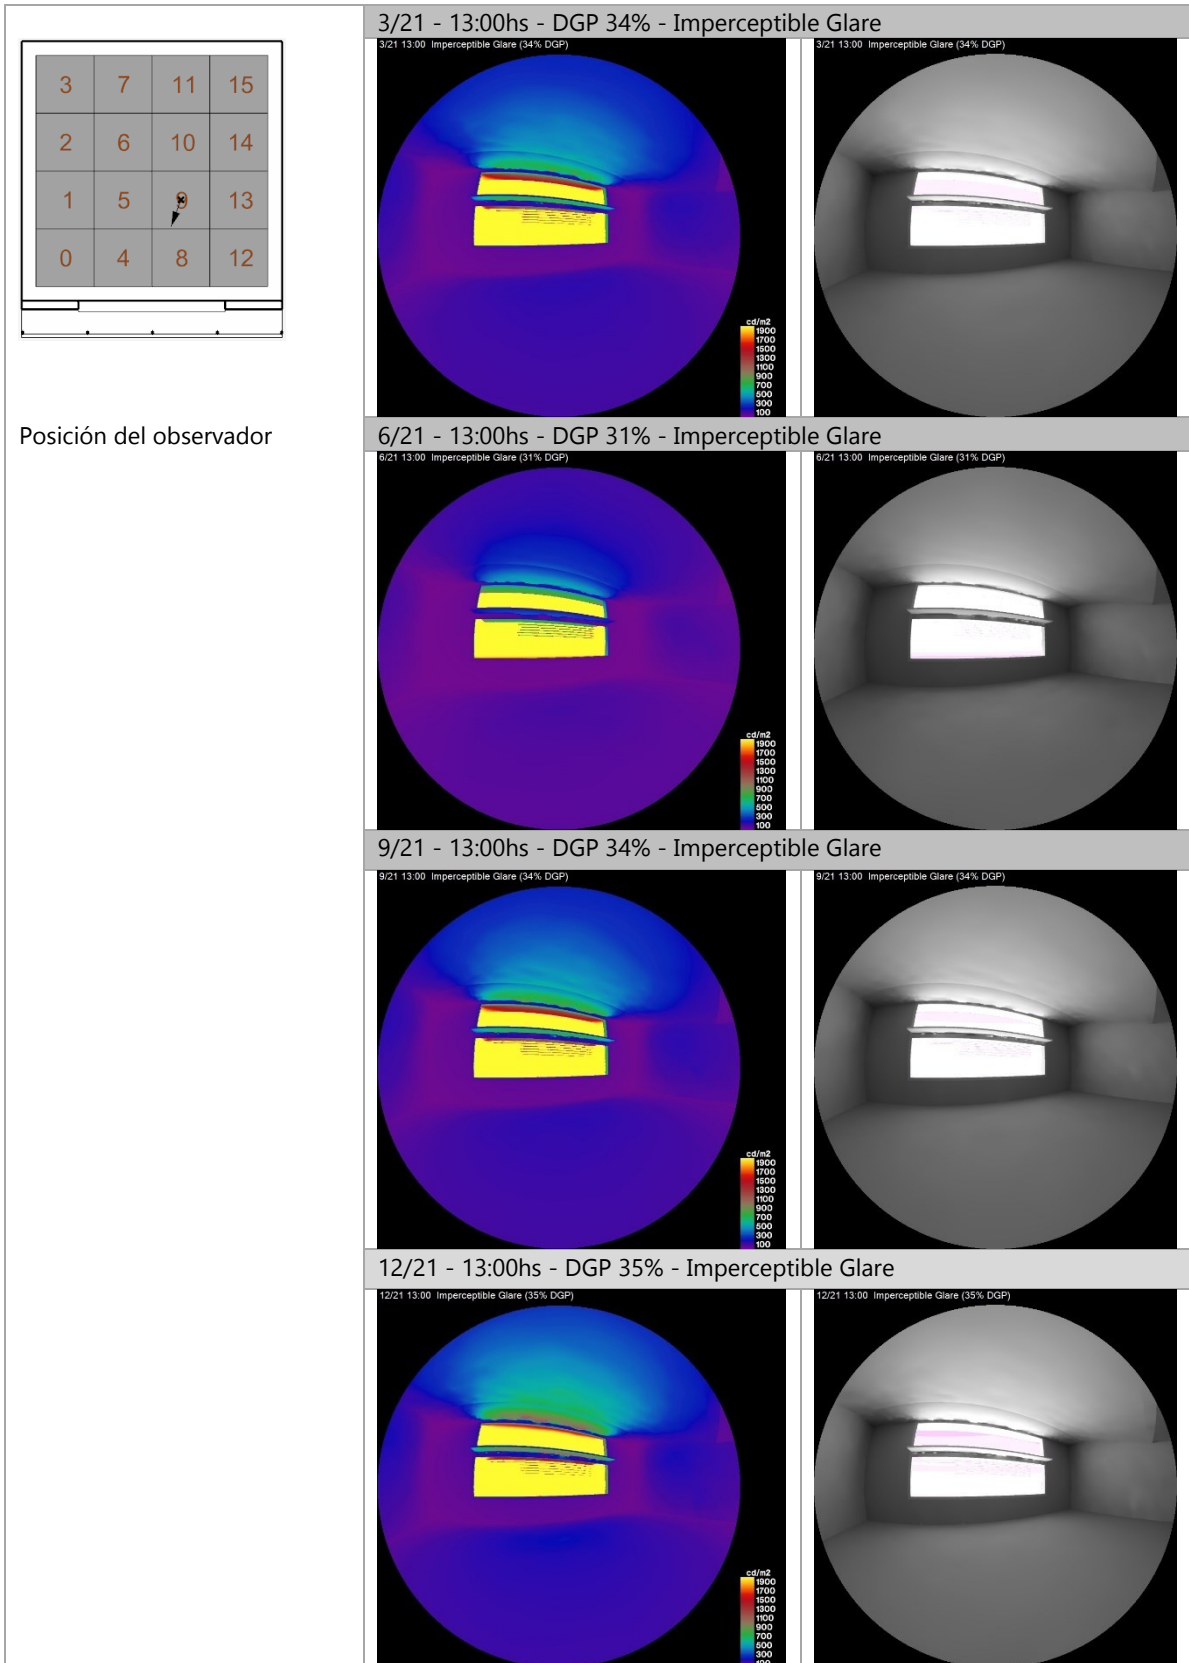 3/21 - 13:00hs - DGP 34% - Imperceptible Glare
3/21 13:00 Imperceptible Glare (34% DGP)
3/21 13:00 Imperceptible Glare (34% DGP)
3 7 11 15
2 6 10 14
1 5 9 13
0 4 8 12
cd/m2
1900
1700
1500
1300
1100
900
700
500
300
100
Posición del observador
6/21 - 13:00hs - DGP 31% - Imperceptible Glare
6/21 13:00 Imperceptible Glare (31% DGP)
6/21 13:00 Imperceptible Glare (31% DGP)
cd/m2
1900
1700
1500
1300
1100
900
700
500
300
100
9/21 - 13:00hs - DGP 34% - Imperceptible Glare
9/21 13:00 Imperceptible Glare (34% DGP)
9/21 13:00 Imperceptible Glare (34% DGP)
cd/m2
1900
1700
1500
1300
1100
900
700
500
300
100
12/21 - 13:00hs - DGP 35% - Imperceptible Glare
12/21 13:00 Imperceptible Glare (35% DGP)
12/21 13:00 Imperceptible Glare (35% DGP)
cd/m2
1900
1700
1500
1300
1100
900
700
500
300
100